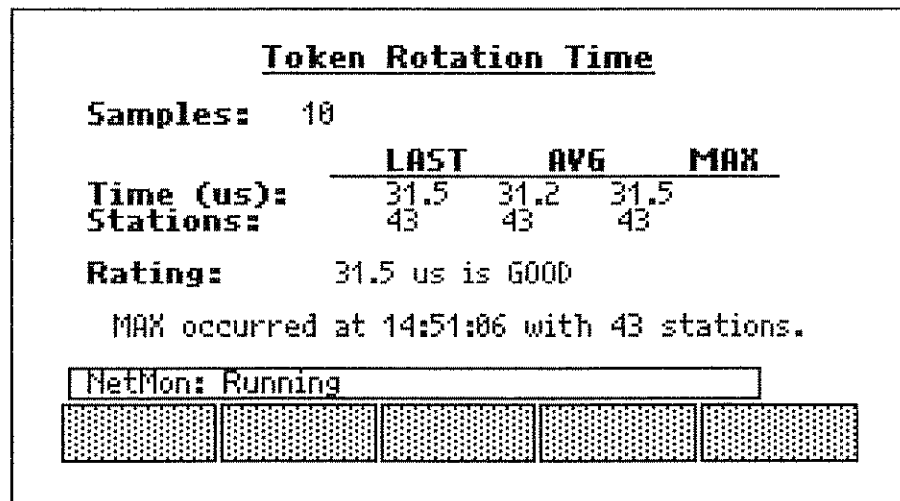 Token Rotation Time
Samples: 10
LAST AVG MAX
Time (us): 31.5 31.2 31.5
Stations: 43 43 43
Rating: 31.5 us is GOOD
MAX occurred at 14:51:06 with 43 stations.
NetMon: Running